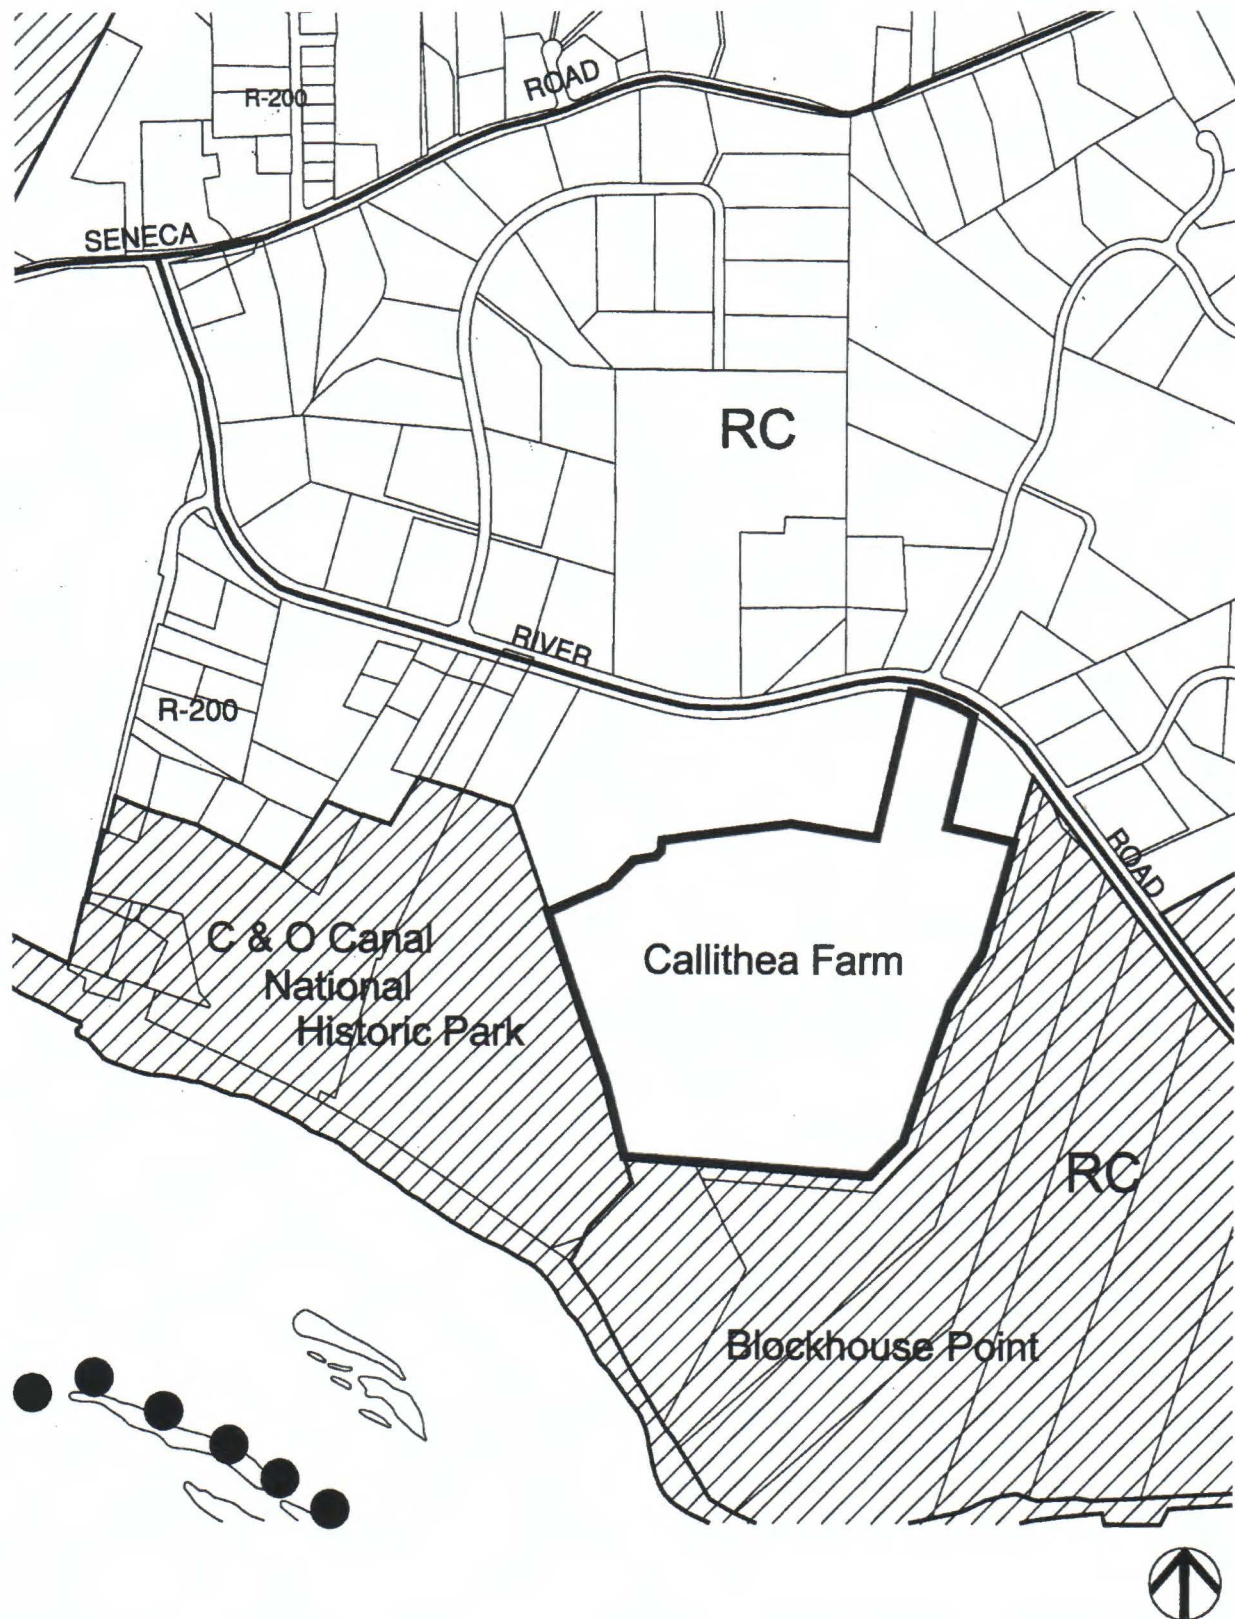 R-200
ROAD
SENECA
RC
RIVER
R-200
ROAD
C & O Canal
National
Historic Park
Callithea Farm
RC
Blockhouse Point